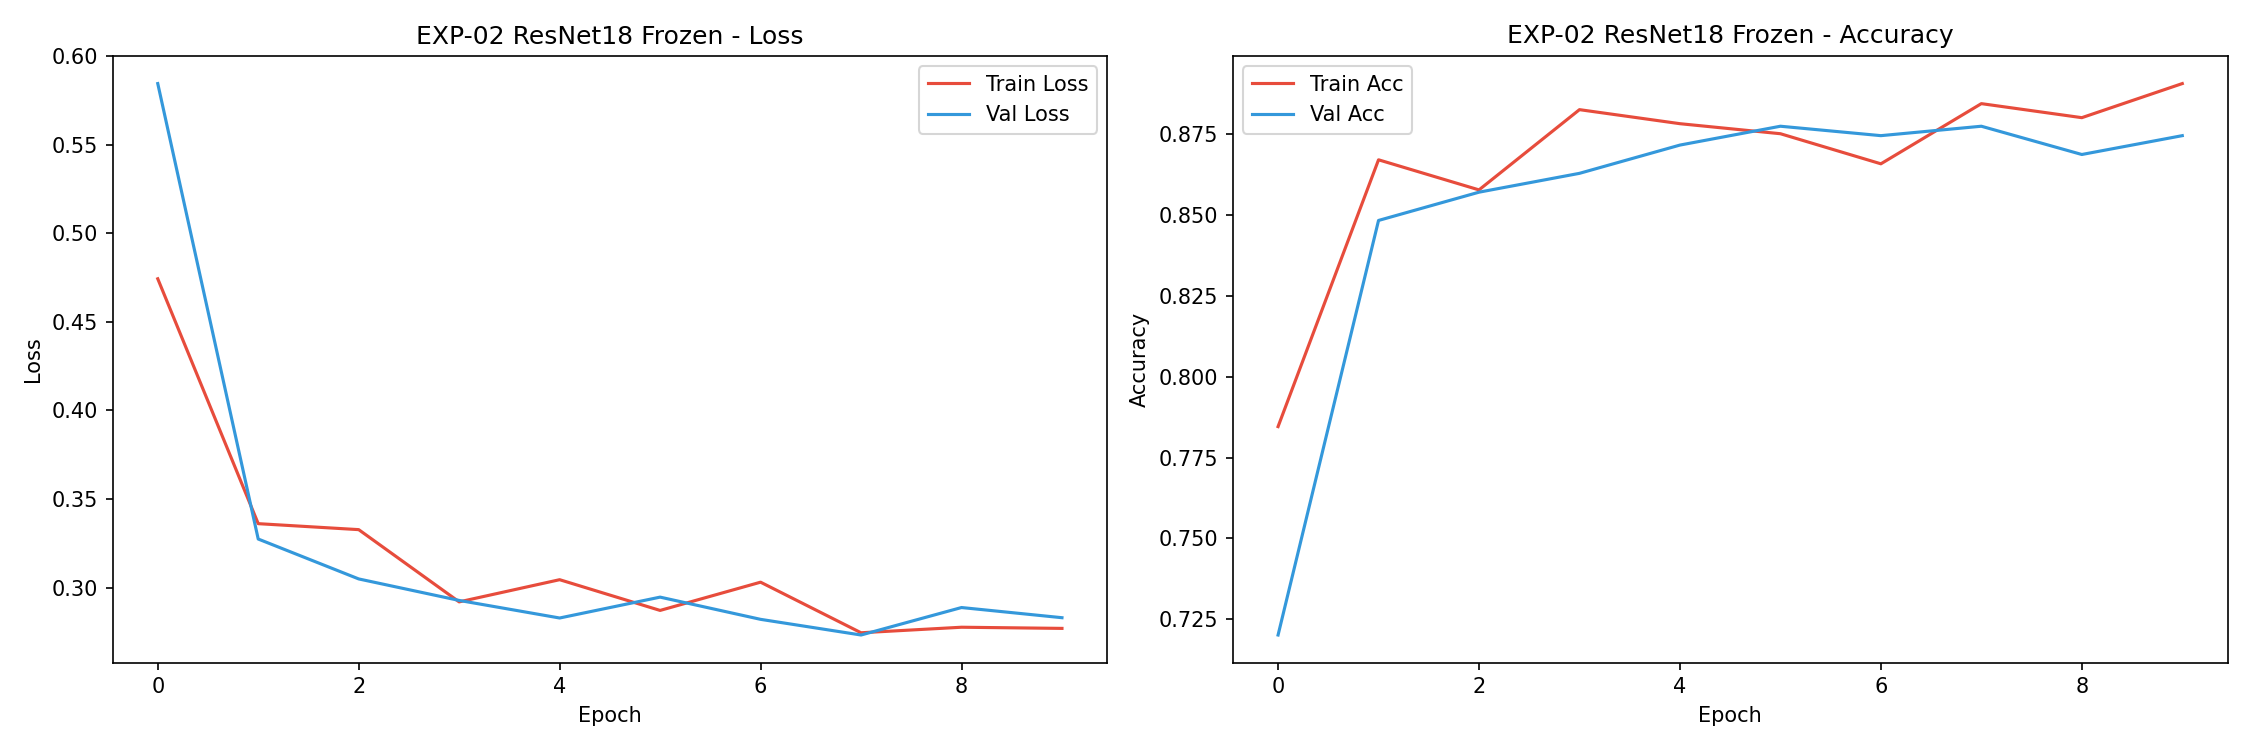 EXP-02 ResNet18 Frozen - Loss
0.60
0.55
0.50
0.45
0.40
0.35
0.30
Loss
Train Loss
Val Loss
0
2
4
6
8
Epoch
EXP-02 ResNet18 Frozen - Accuracy
0.875
0.850
0.825
0.800
0.775
0.750
0.725
Accuracy
Train Acc
Val Acc
0
2
4
6
8
Epoch